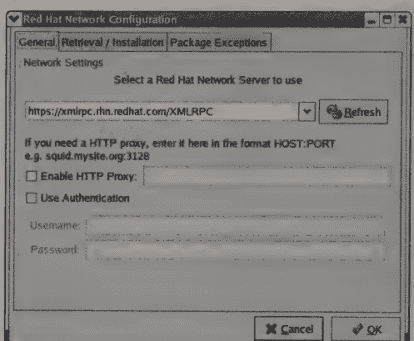 Red Hat Network Configuration
General Retrieval / Installation Package Exceptions
Network Settings
Select a Red Hat Network Server to use
https://xmlrpc.rhn.redhat.com/XMLRPC Refresh
If you need a HTTP proxy, enter it here in the format HOST:PORT
e.g. squid.mysite.org:3128
Enable HTTP Proxy:
Use Authentication
Username:
Password:
Cancel OK